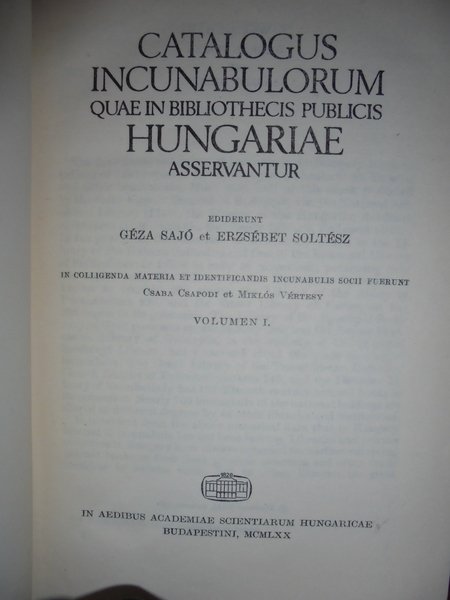 CATALOGUS
INCUNABULORUM
QUAE IN BIBLIOTHECIS PUBLICIS
HUNGARIAE
ASSERVANTUR
EDIDERUNT
GÉZA SAJÓ et ERZSÉBET SOLTÉSZ
IN COLLIGENDA MATERIA ET IDENTIFICANDIS INCUNABULIS SOCII FUERUNT
CSABA CSAPODI et MIKLÓS VÉRTESY
VOLUMEN I.
1828
IN AEDIBUS ACADEMIAE SCIENTIARUM HUNGARICAE
BUDAPESTINI, MCMLXX